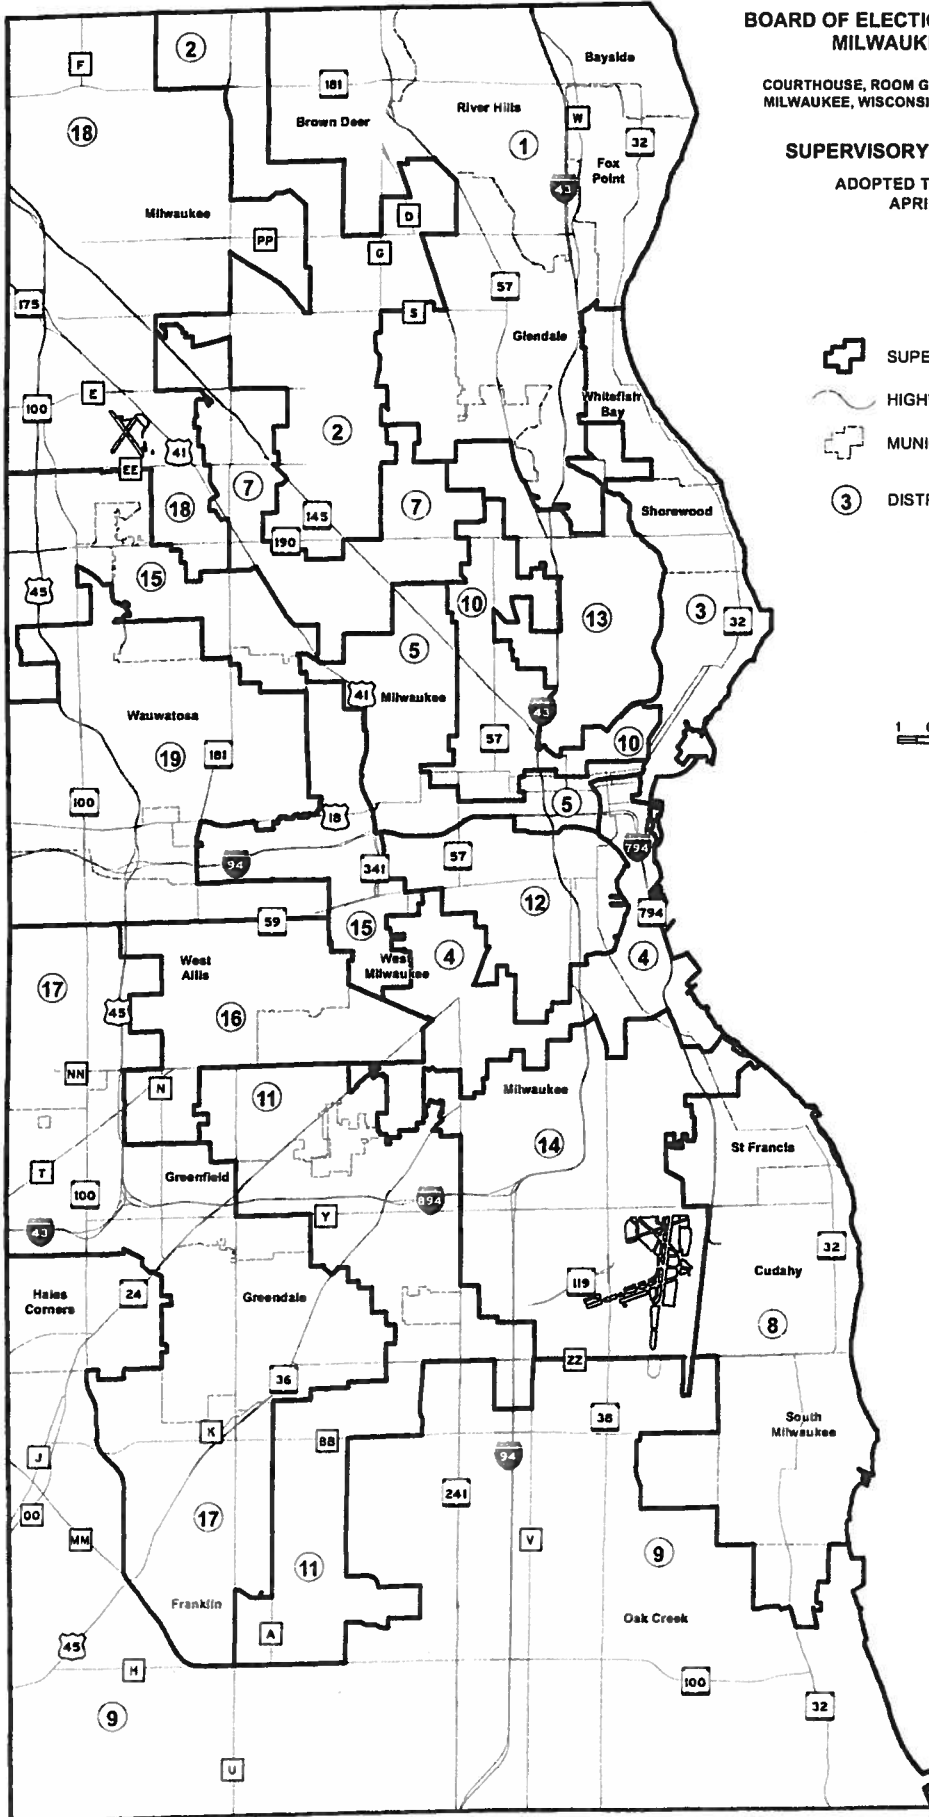 BOARD OF ELECTIO
MILWAUK
COURTHOUSE, ROOM G
MILWAUKEE, WISCONSI
SUPERVISORY
ADOPTED T
APRI
SUPE
HIGH
MUNI
3 DISTR
1 0
2
F
Bayside
181
River Hills
Brown Deer
W
18
1
32
Fox
Point
43
Milwaukee
D
PP
G
57
175
S
Glendale
E
Whitefish
Bay
100
2
41
EE
7
18
7
145
Shorewood
190
15
45
10
13
3
32
5
41
Milwaukee
43
Wauwatosa
57
10
19
181
100
5
18
794
94
341
57
12
794
59
15
4
4
West
Allis
West
Milwaukee
17
45
16
NN
N
11
Milwaukee
14
St Francis
T
Greenfield
100
894
43
Y
32
Cudahy
Hales
Corners
24
Greendale
119
8
22
36
K
38
South
Milwaukee
BB
J
94
241
OO
17
MM
V
9
11
Franklin
Oak Creek
A
45
H
100
32
9
U